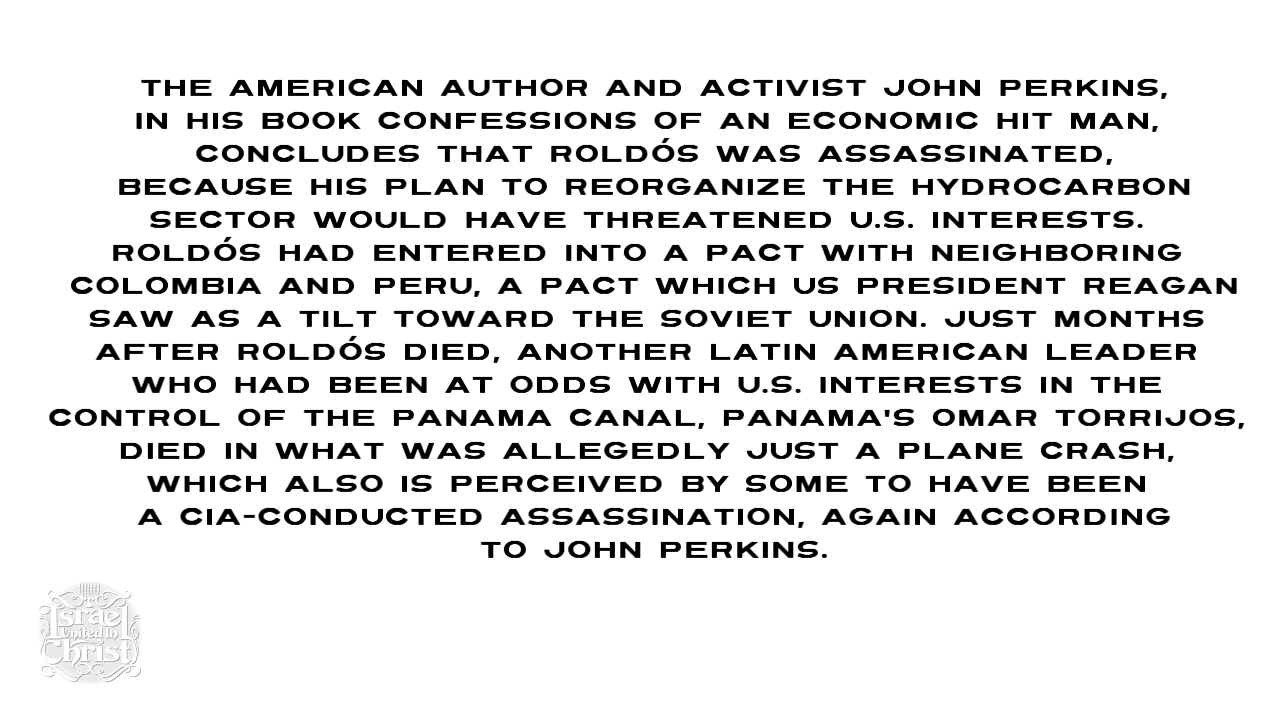 THE AMERICAN AUTHOR AND ACTIVIST JOHN PERKINS,
IN HIS BOOK CONFESSIONS OF AN ECONOMIC HIT MAN,
CONCLUDES THAT ROLDÓS WAS ASSASSINATED,
BECAUSE HIS PLAN TO REORGANIZE THE HYDROCARBON
SECTOR WOULD HAVE THREATENED U.S. INTERESTS.
ROLDÓS HAD ENTERED INTO A PACT WITH NEIGHBORING
COLOMBIA AND PERU, A PACT WHICH US PRESIDENT REAGAN
SAW AS A TILT TOWARD THE SOVIET UNION. JUST MONTHS
AFTER ROLDÓS DIED, ANOTHER LATIN AMERICAN LEADER
WHO HAD BEEN AT ODDS WITH U.S. INTERESTS IN THE
CONTROL OF THE PANAMA CANAL, PANAMA'S OMAR TORRIJOS,
DIED IN WHAT WAS ALLEGEDLY JUST A PLANE CRASH,
WHICH ALSO IS PERCEIVED BY SOME TO HAVE BEEN
A CIA-CONDUCTED ASSASSINATION, AGAIN ACCORDING
TO JOHN PERKINS.
Israel
United In
Christ